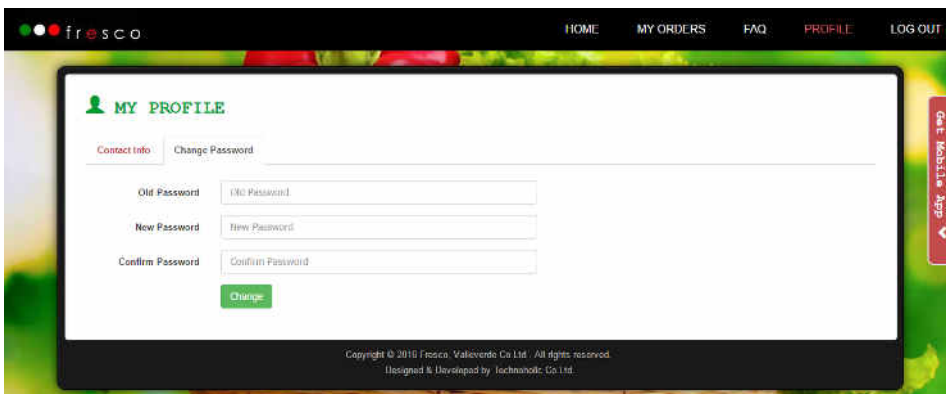 fresco
HOME MY ORDERS FAQ PROFILE LOG OUT
MY PROFILE
Contact Info Change Password
Old Password Old Password
New Password New Password
Confirm Password Confirm Password
Change
Get Mobile App
Copyright © 2016 Fresco, Valleverde Co Ltd . All rights reserved.
Designed & Developed by Technoholic Co Ltd.